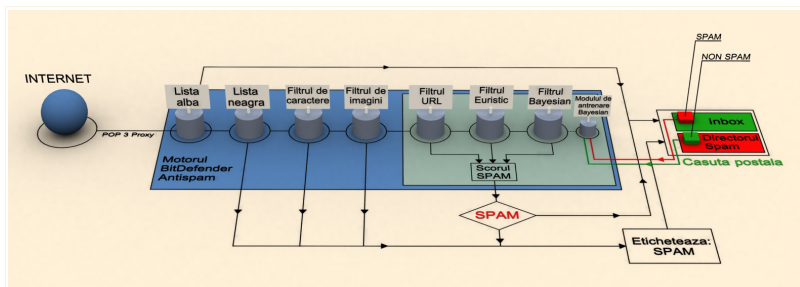 SPAM
NON SPAM
INTERNET
POP 3 Proxy
Lista
alba
Lista
neagra
Filtrul de
caractere
Filtrul de
imagini
Filtrul
URL
Filtrul
Euristic
Filtrul
Bayesian
Modulul de
antrenare
Bayesian
Motorul
BitDefender
Antispam
Scorul
SPAM
SPAM
Inbox
Directorul
Spam
Casuta postala
Eticheteaza:
SPAM